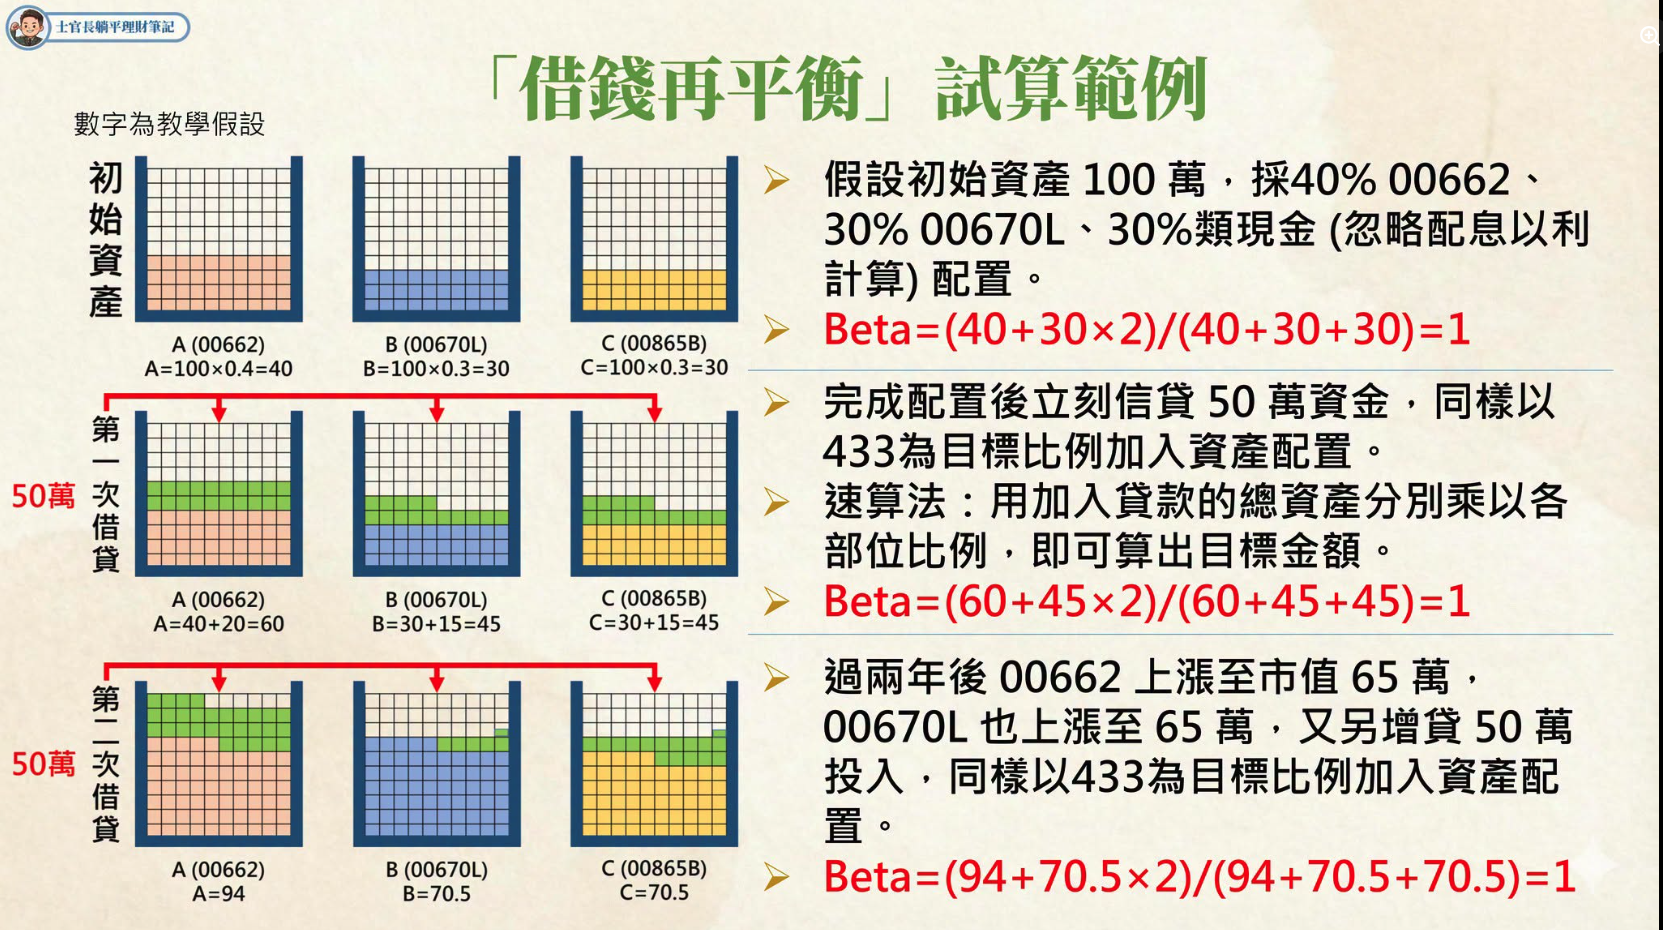 士官長躺平理財筆記
「借錢再平衡」試算範例
數字為教學假設
初始資產
A (00662)
A=100×0.4=40
B (00670L)
B=100×0.3=30
C (00865B)
C=100×0.3=30
假設初始資產 100 萬，採40% 00662、
30% 00670L、30%類現金 (忽略配息以利
計算) 配置。
Beta=(40+30×2)/(40+30+30)=1
50萬
第一次借貸
A (00662)
A=40+20=60
B (00670L)
B=30+15=45
C (00865B)
C=30+15=45
完成配置後立刻信貸 50 萬資金，同樣以
433為目標比例加入資產配置。
速算法：用加入貸款的總資產分別乘以各
部位比例，即可算出目標金額。
Beta=(60+45×2)/(60+45+45)=1
50萬
第二次借貸
A (00662)
A=94
B (00670L)
B=70.5
C (00865B)
C=70.5
過兩年後 00662 上漲至市值 65 萬，
00670L 也上漲至 65 萬，又另增貸 50 萬
投入，同樣以433為目標比例加入資產配
置。
Beta=(94+70.5×2)/(94+70.5+70.5)=1